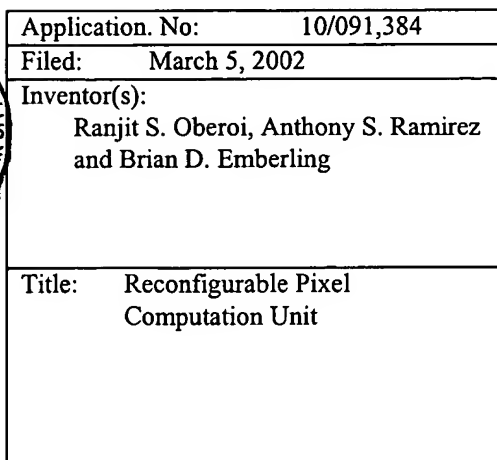 Application. No: 10/091,384
Filed: March 5, 2002
Inventor(s):
Ranjit S. Oberoi, Anthony S. Ramirez
and Brian D. Emberling
Title: Reconfigurable Pixel
Computation Unit